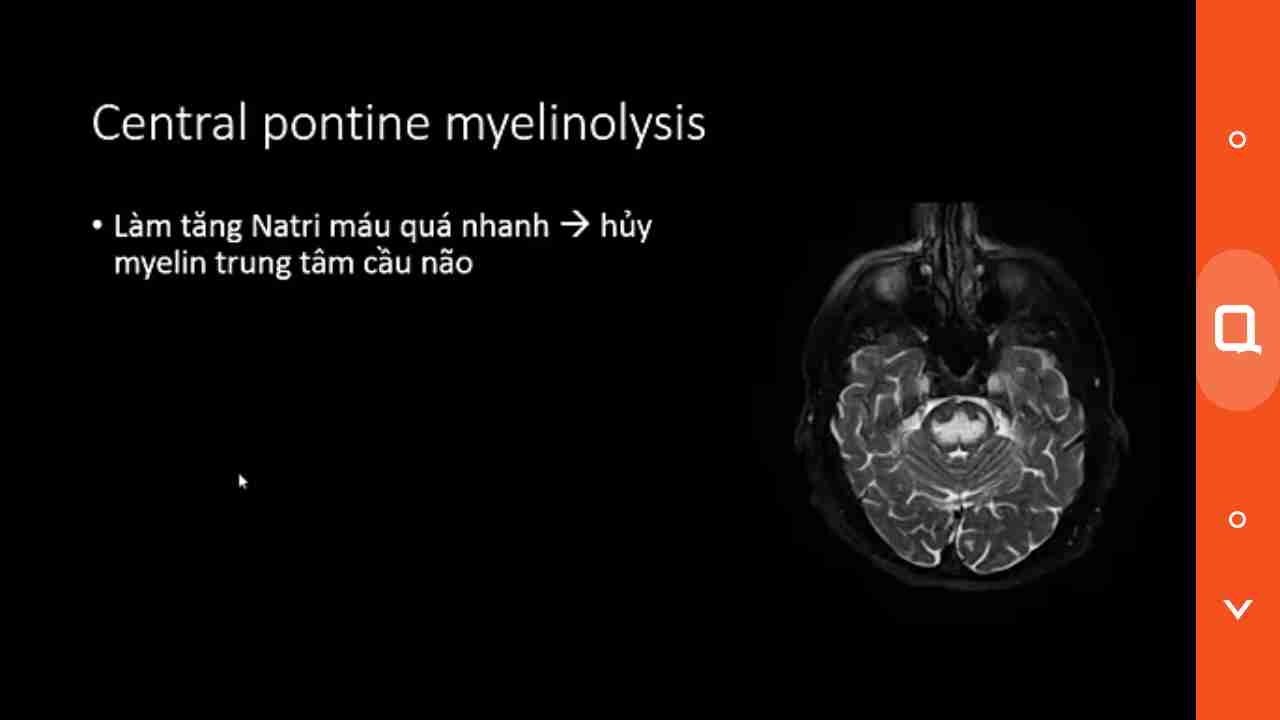 Central pontine myelinolysis
• Làm tăng Natri máu quá nhanh → hủy
myelin trung tâm cầu não